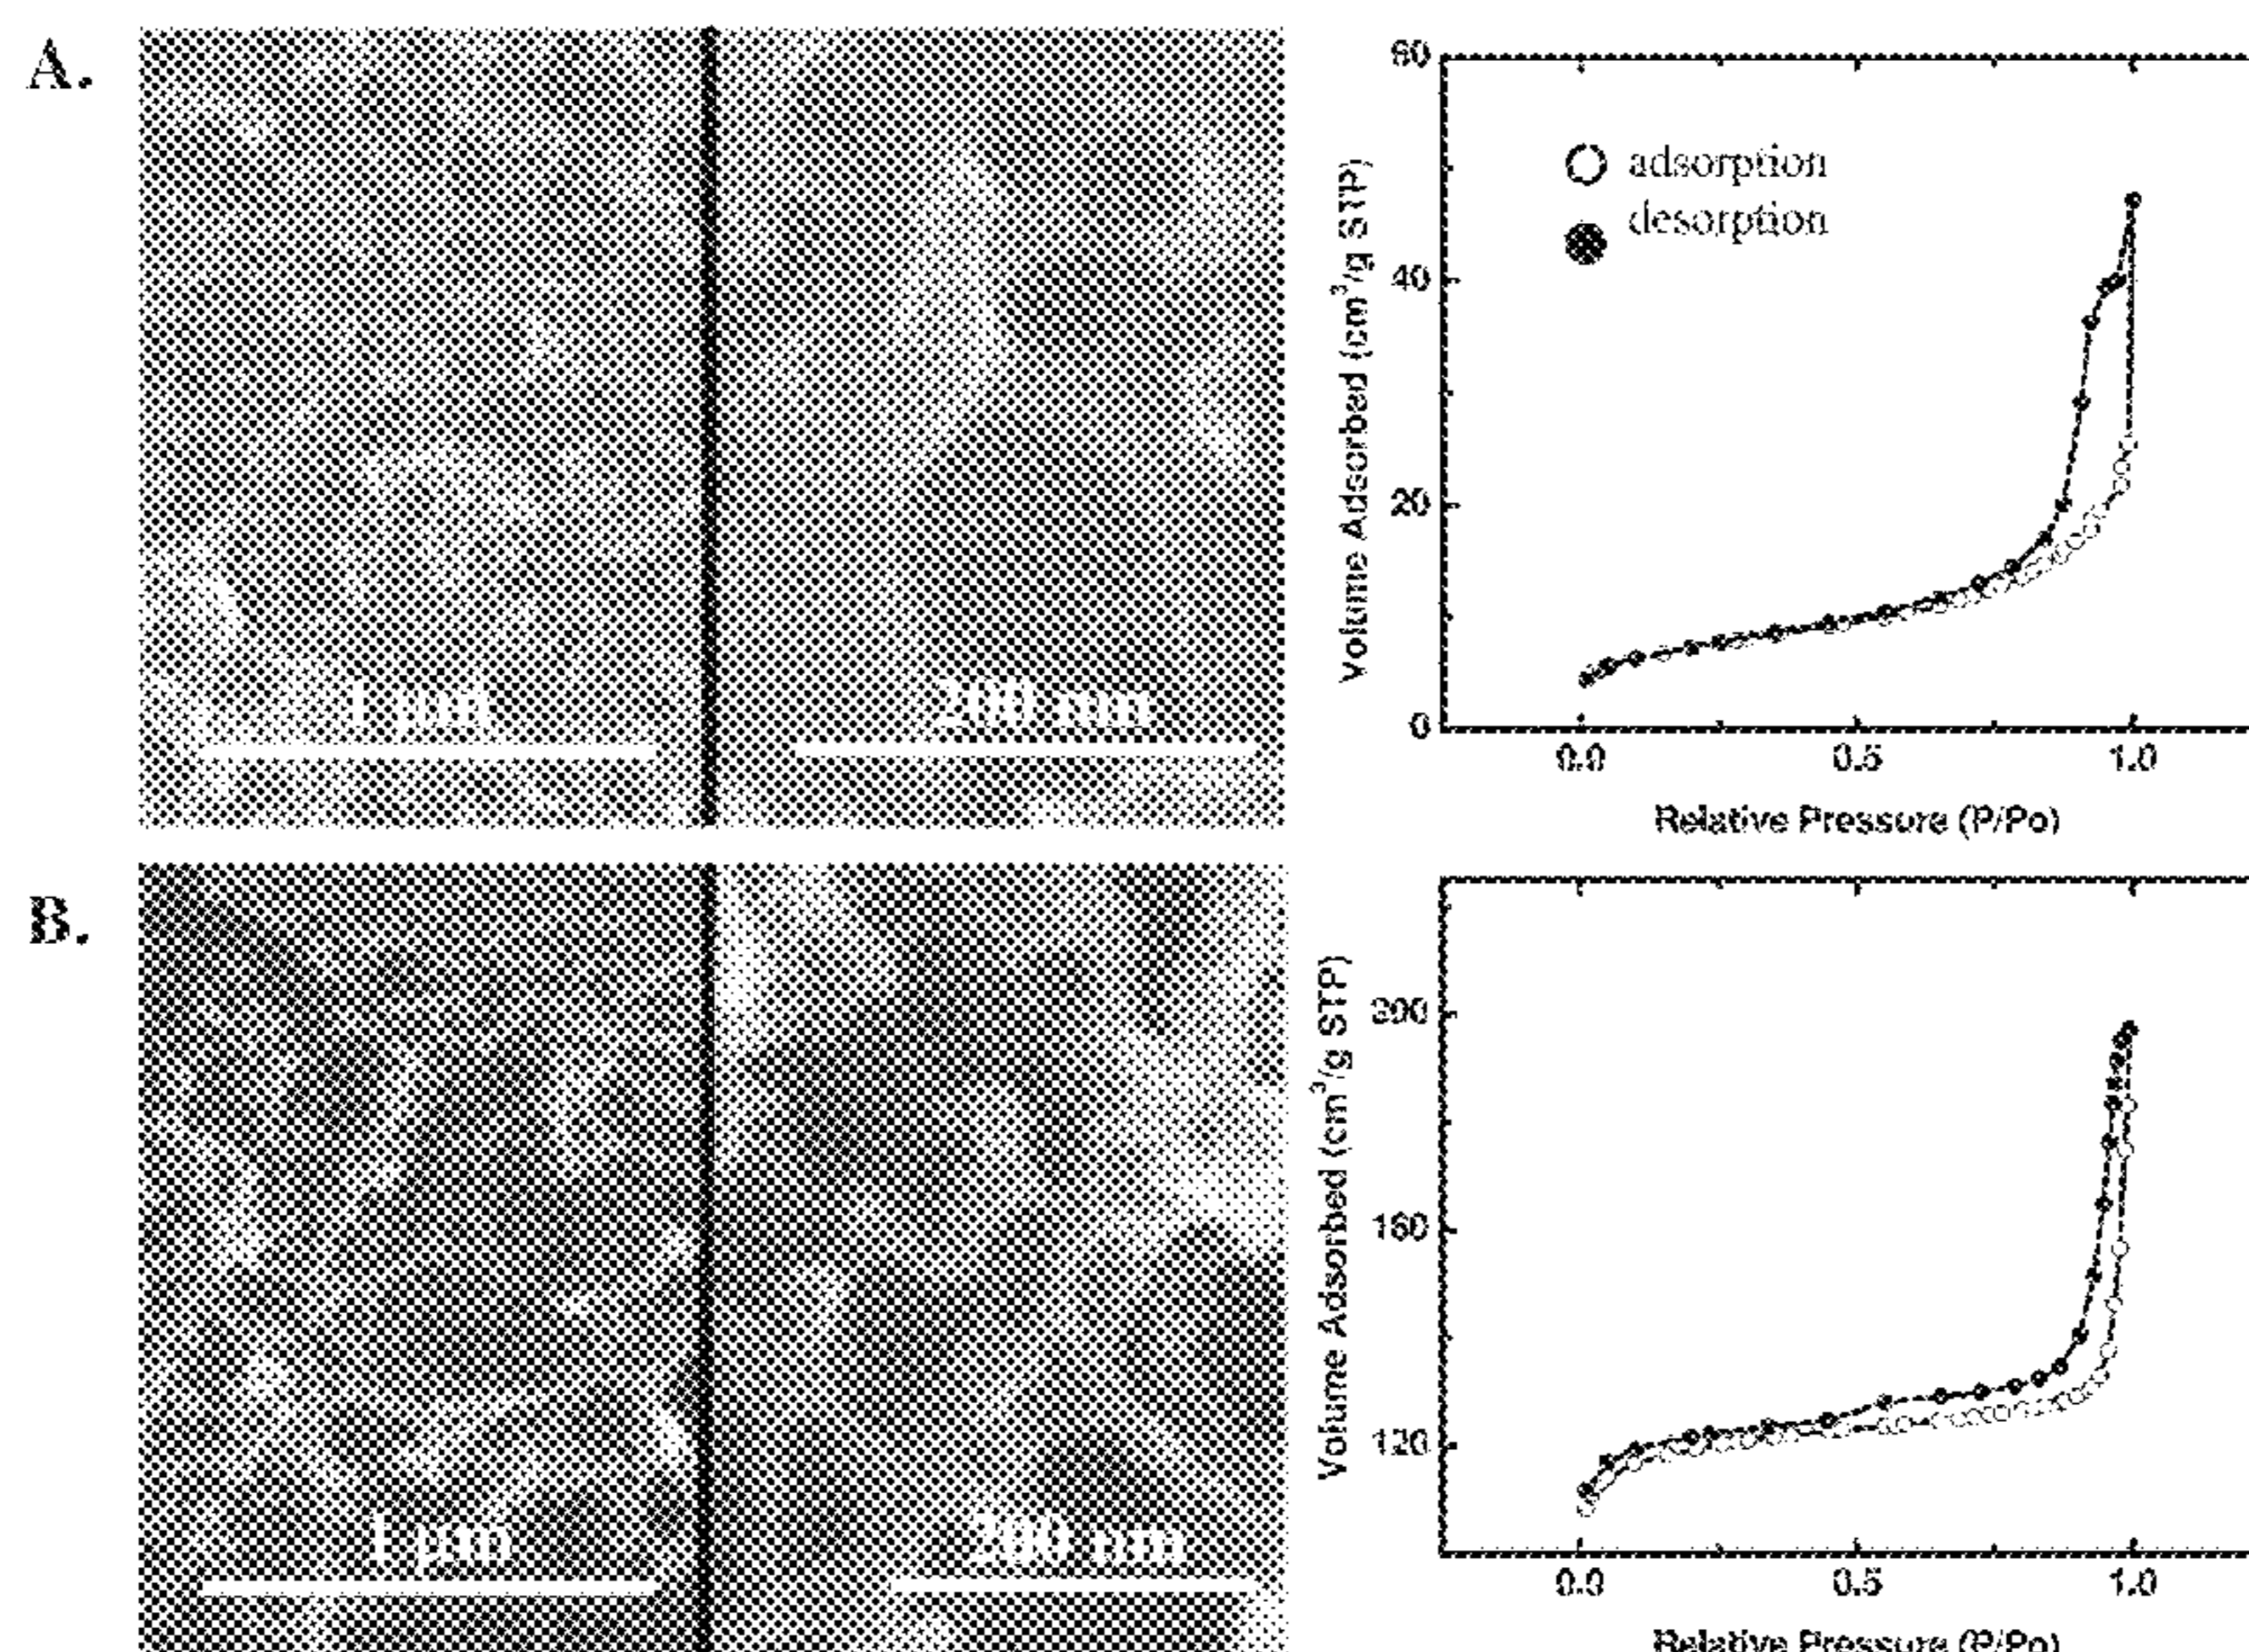 A.
1 μm
200 nm
60
40
20
0
Volume Adsorbed (cm³/g STP)
adsorption
desorption
0.0 0.5 1.0
Relative Pressure (P/Po)
B.
1 μm
200 nm
200
160
120
Volume Adsorbed (cm³/g STP)
0.0 0.5 1.0
Relative Pressure (P/Po)